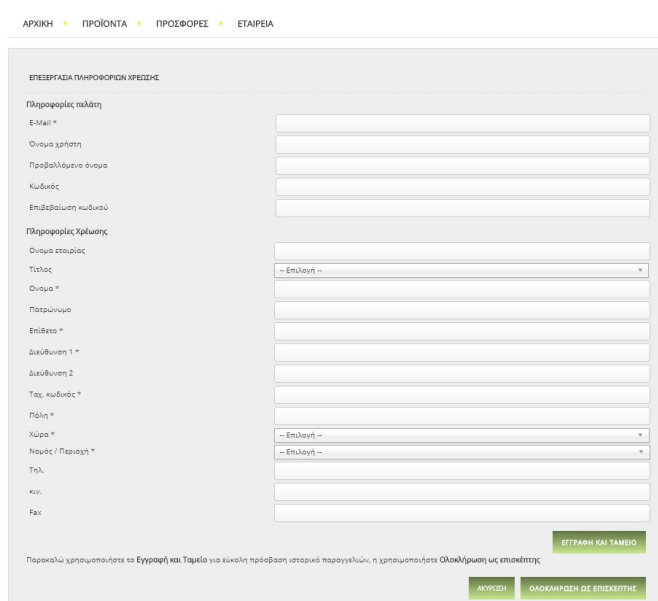 ΑΡΧΙΚΗ ΠΡΟΪΟΝΤΑ ΠΡΟΣΦΟΡΕΣ ΕΤΑΙΡΕΙΑ
ΕΠΕΞΕΡΓΑΣΙΑ ΠΛΗΡΟΦΟΡΙΩΝ ΧΡΕΩΣΗΣ
Πληροφορίες πελάτη
E-Mail *
Όνομα χρήστη
Προβαλλόμενο όνομα
Κωδικός
Επιβεβαίωση κωδικού
Πληροφορίες Χρέωσης
Ονομα εταιρίας
Τίτλος -- Επιλογή --
Ονομα *
Πατρώνυμο
Επίθετο *
Διεύθυνση 1 *
Διεύθυνση 2
Ταχ. κωδικός *
Πόλη *
Χώρα * -- Επιλογή --
Νομός / Περιοχή * -- Επιλογή --
Τηλ.
κιν.
Fax
ΕΓΓΡΑΦΗ ΚΑΙ ΤΑΜΕΙΟ
Παρακαλώ χρησιμοποιήστε το Εγγραφή και Ταμείο για εύκολη πρόσβαση ιστορικό παραγγελιών, η χρησιμοποιήστε Ολοκλήρωση ως επισκέπτης
ΑΚΥΡΩΣΗ ΟΛΟΚΛΗΡΩΣΗ ΩΣ ΕΠΙΣΚΕΠΤΗΣ